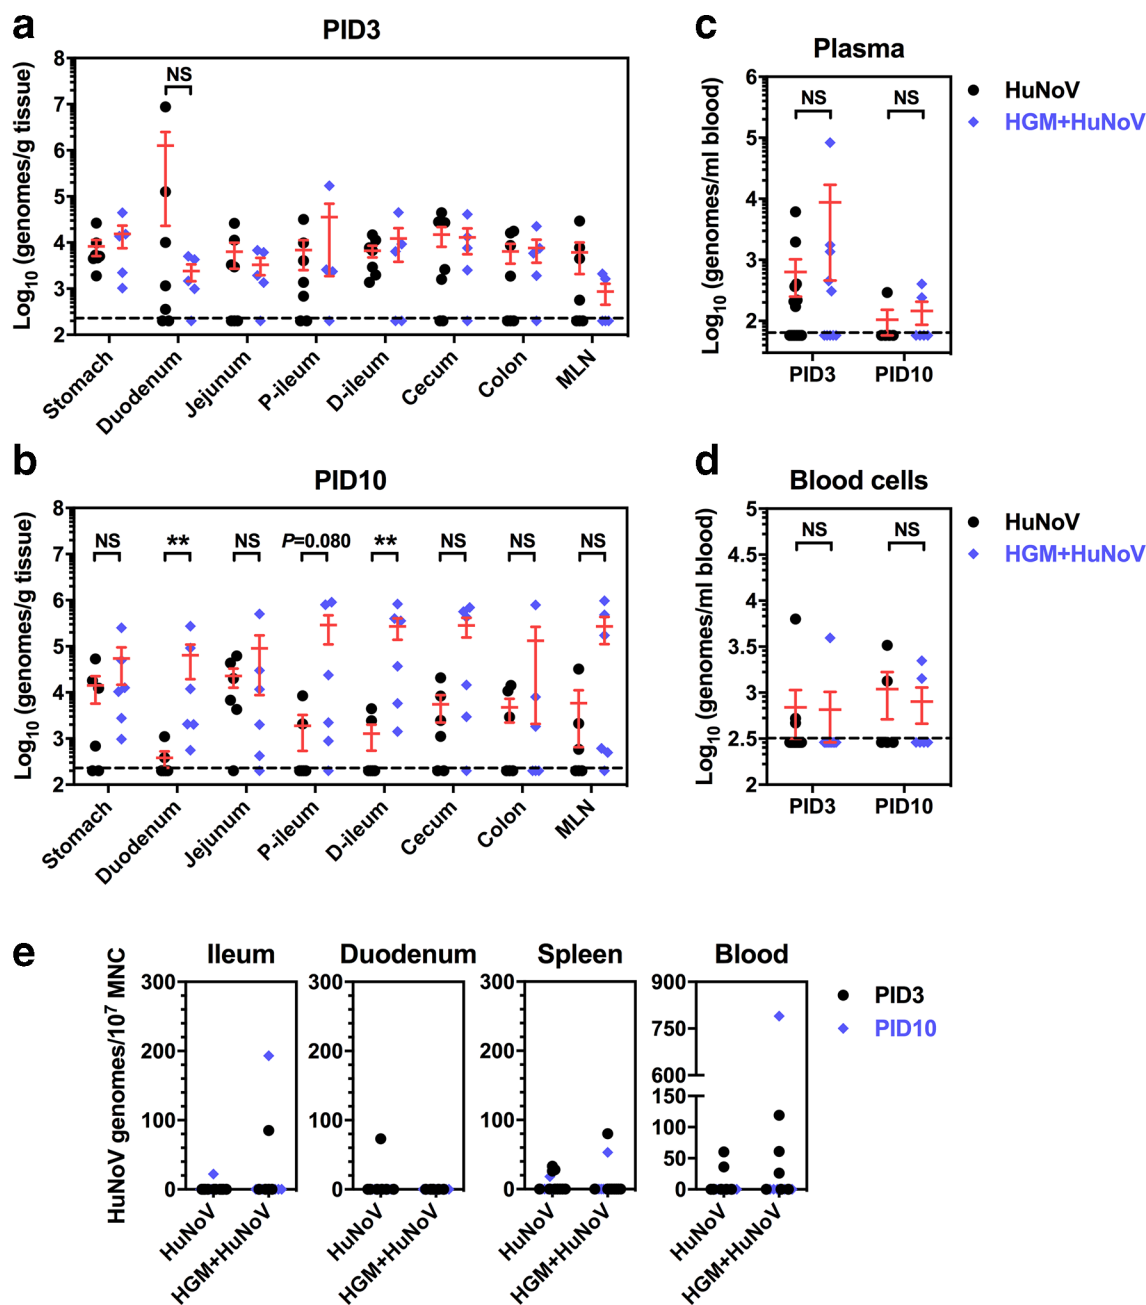 a
PID3
Log10 (genomes/g tissue)
8
7
6
5
4
3
2
NS
Stomach
Duodenum
Jejunum
P-ileum
D-ileum
Cecum
Colon
MLN
c
Plasma
Log10 (genomes/ml blood)
6
5
4
3
2
NS
NS
PID3
PID10
HuNoV
HGM+HuNoV
b
PID10
Log10 (genomes/g tissue)
8
7
6
5
4
3
2
NS
**
NS
P=0.080
**
NS
NS
NS
Stomach
Duodenum
Jejunum
P-ileum
D-ileum
Cecum
Colon
MLN
d
Blood cells
Log10 (genomes/ml blood)
5
4.5
4
3.5
3
2.5
2
NS
NS
PID3
PID10
HuNoV
HGM+HuNoV
e
HuNoV genomes/10⁷ MNC
Ileum
300
200
100
0
HuNoV
HGM+HuNoV
Duodenum
300
200
100
0
HuNoV
HGM+HuNoV
Spleen
300
200
100
0
HuNoV
HGM+HuNoV
Blood
900
750
600
150
100
50
0
HuNoV
HGM+HuNoV
PID3
PID10